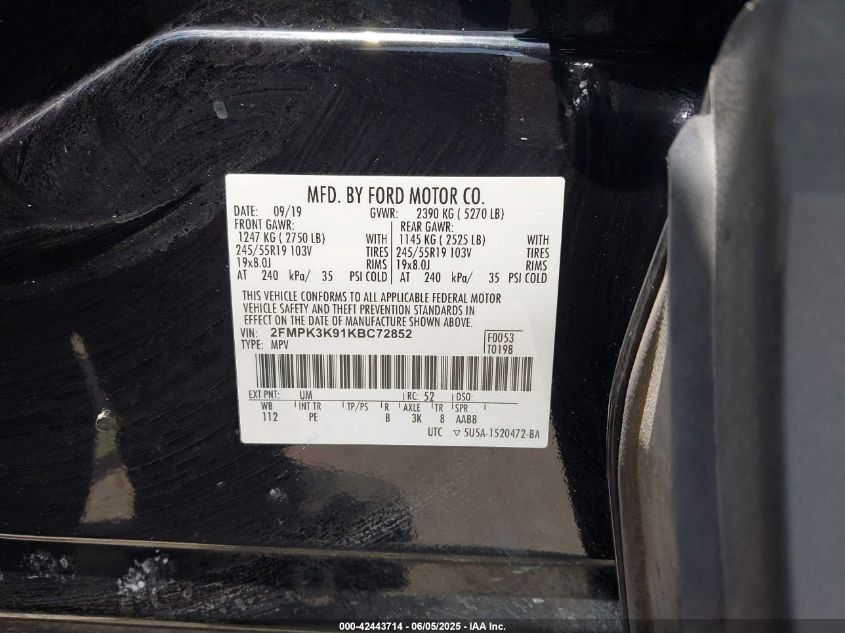 MFD. BY FORD MOTOR CO.
DATE: 09/19 GVWR: 2390 KG ( 5270 LB)
FRONT GAWR: REAR GAWR:
1247 KG ( 2750 LB) WITH 1145 KG ( 2525 LB) WITH
245/55R19 103V TIRES 245/55R19 103V TIRES
19x8.0J RIMS 19x8.0J RIMS
AT 240 kPa/ 35 PSI COLD AT 240 kPa/ 35 PSI COLD
THIS VEHICLE CONFORMS TO ALL APPLICABLE FEDERAL MOTOR
VEHICLE SAFETY AND THEFT PREVENTION STANDARDS IN
EFFECT ON THE DATE OF MANUFACTURE SHOWN ABOVE.
VIN: 2FMPK3K91KBC72852 F0053
TYPE: MPV T0198
EXT PNT: UM RC: 52 DSO:
WB INT TR TP/PS R AXLE TR SPR
112 PE B 3K 8 AABB
UTC ▽ 5U5A-1520472-BA
000-42443714 - 06/05/2025 - IAA Inc.